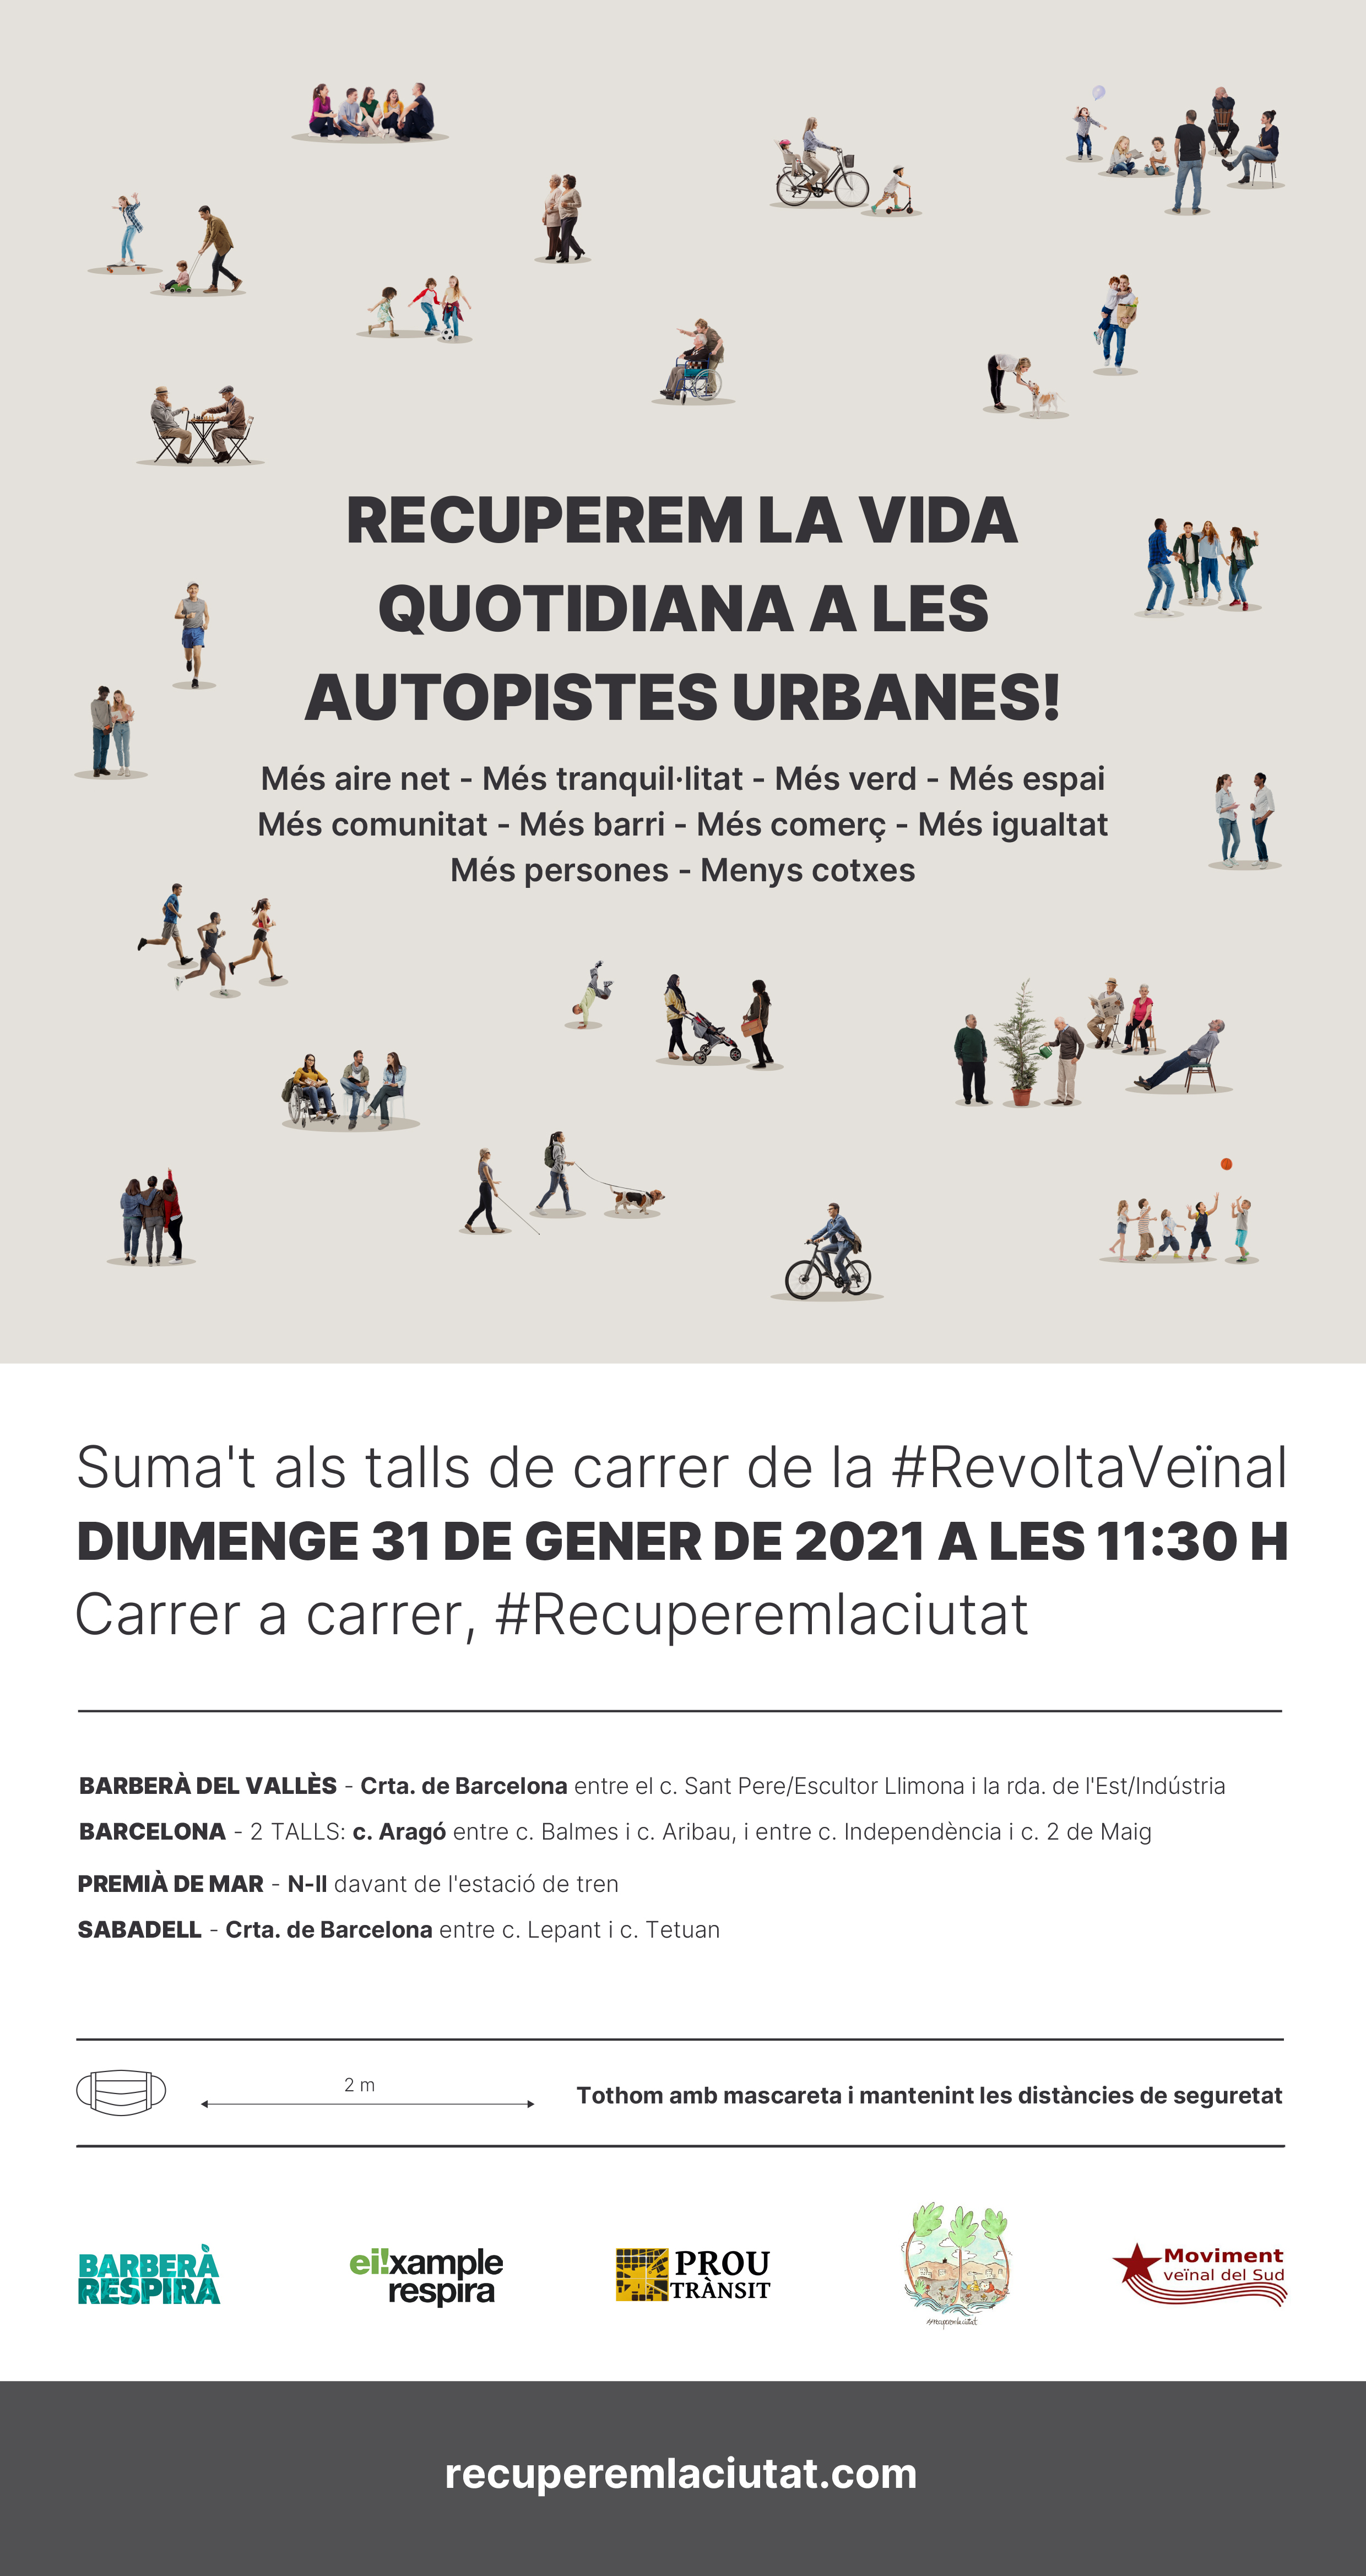 RECUPEREM LA VIDA
QUOTIDIANA A LES
AUTOPISTES URBANES!
Més aire net - Més tranquil·litat - Més verd - Més espai
Més comunitat - Més barri - Més comerç - Més igualtat
Més persones - Menys cotxes
Suma't als talls de carrer de la #RevoltaVeïnal
DIUMENGE 31 DE GENER DE 2021 A LES 11:30 H
Carrer a carrer, #Recuperemlaciutat
BARBERÀ DEL VALLÈS - Crta. de Barcelona entre el c. Sant Pere/Escultor Llimona i la rda. de l'Est/Indústria
BARCELONA - 2 TALLS: c. Aragó entre c. Balmes i c. Aribau, i entre c. Independència i c. 2 de Maig
PREMIÀ DE MAR - N-II davant de l'estació de tren
SABADELL - Crta. de Barcelona entre c. Lepant i c. Tetuan
2 m
Tothom amb mascareta i mantenint les distàncies de seguretat
BARBERÀ
RESPIRA
ei!xample
respira
PROU
TRÀNSIT
#recuperemlaciutat
Moviment
veïnal del Sud
recuperemlaciutat.com